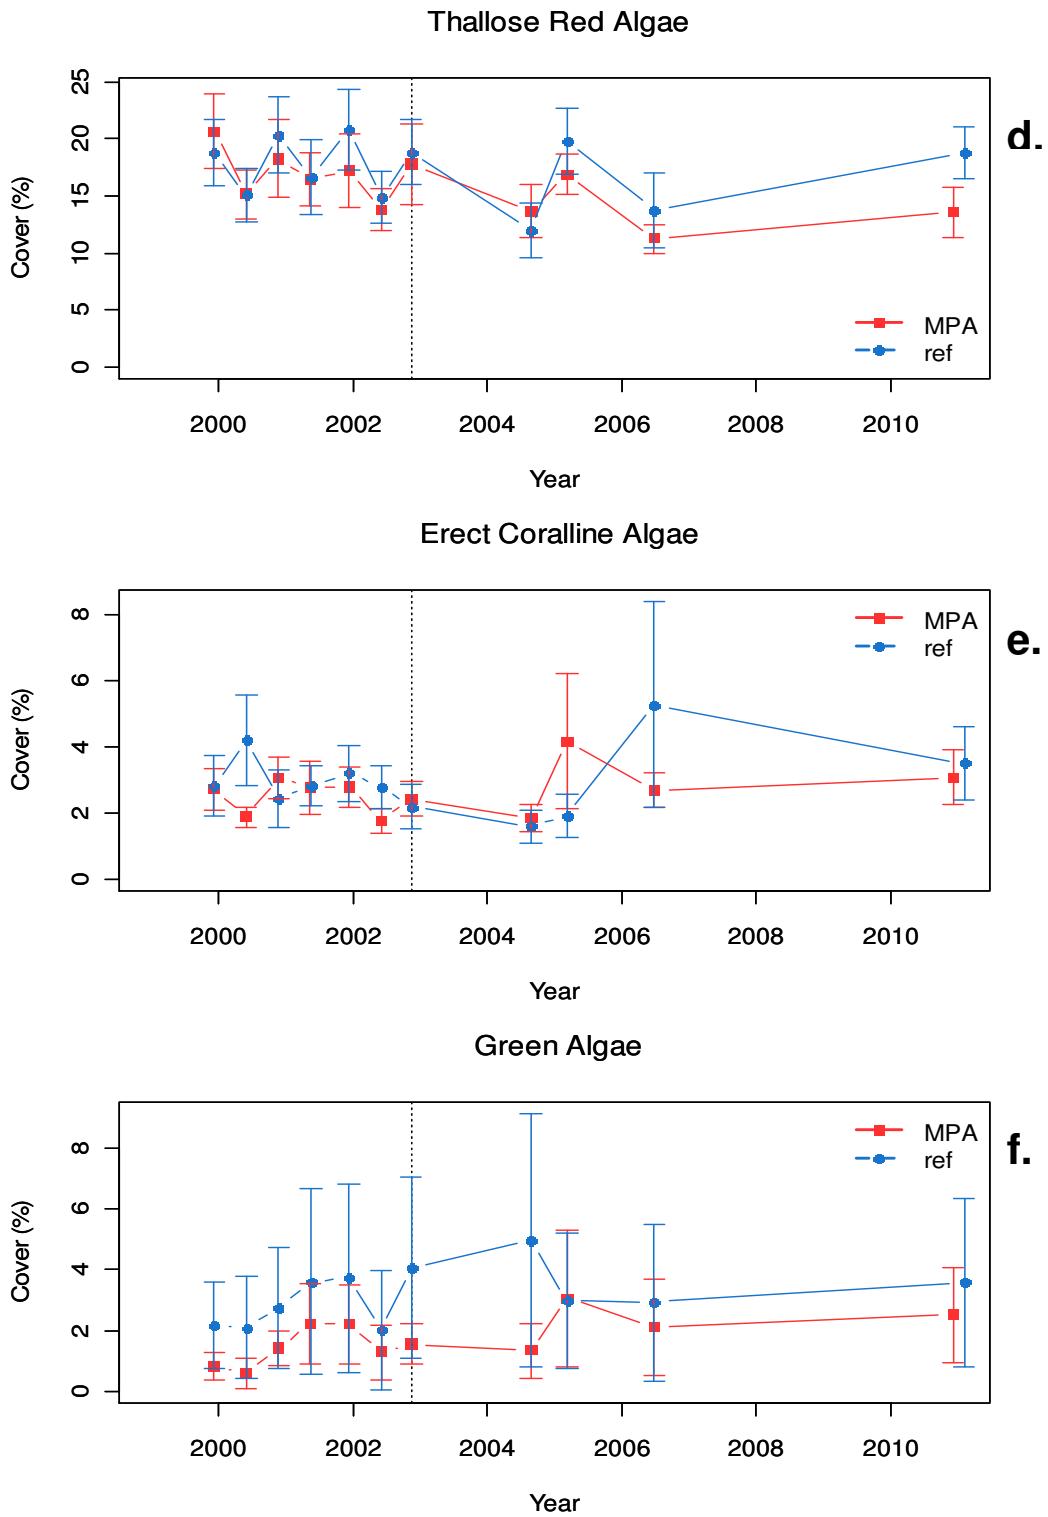 Thallose Red Algae
d.
Cover (%)
25
20
15
10
5
0
MPA
ref
2000 2002 2004 2006 2008 2010
Year
Erect Coralline Algae
e.
Cover (%)
8
6
4
2
0
MPA
ref
2000 2002 2004 2006 2008 2010
Year
Green Algae
f.
Cover (%)
8
6
4
2
0
MPA
ref
2000 2002 2004 2006 2008 2010
Year